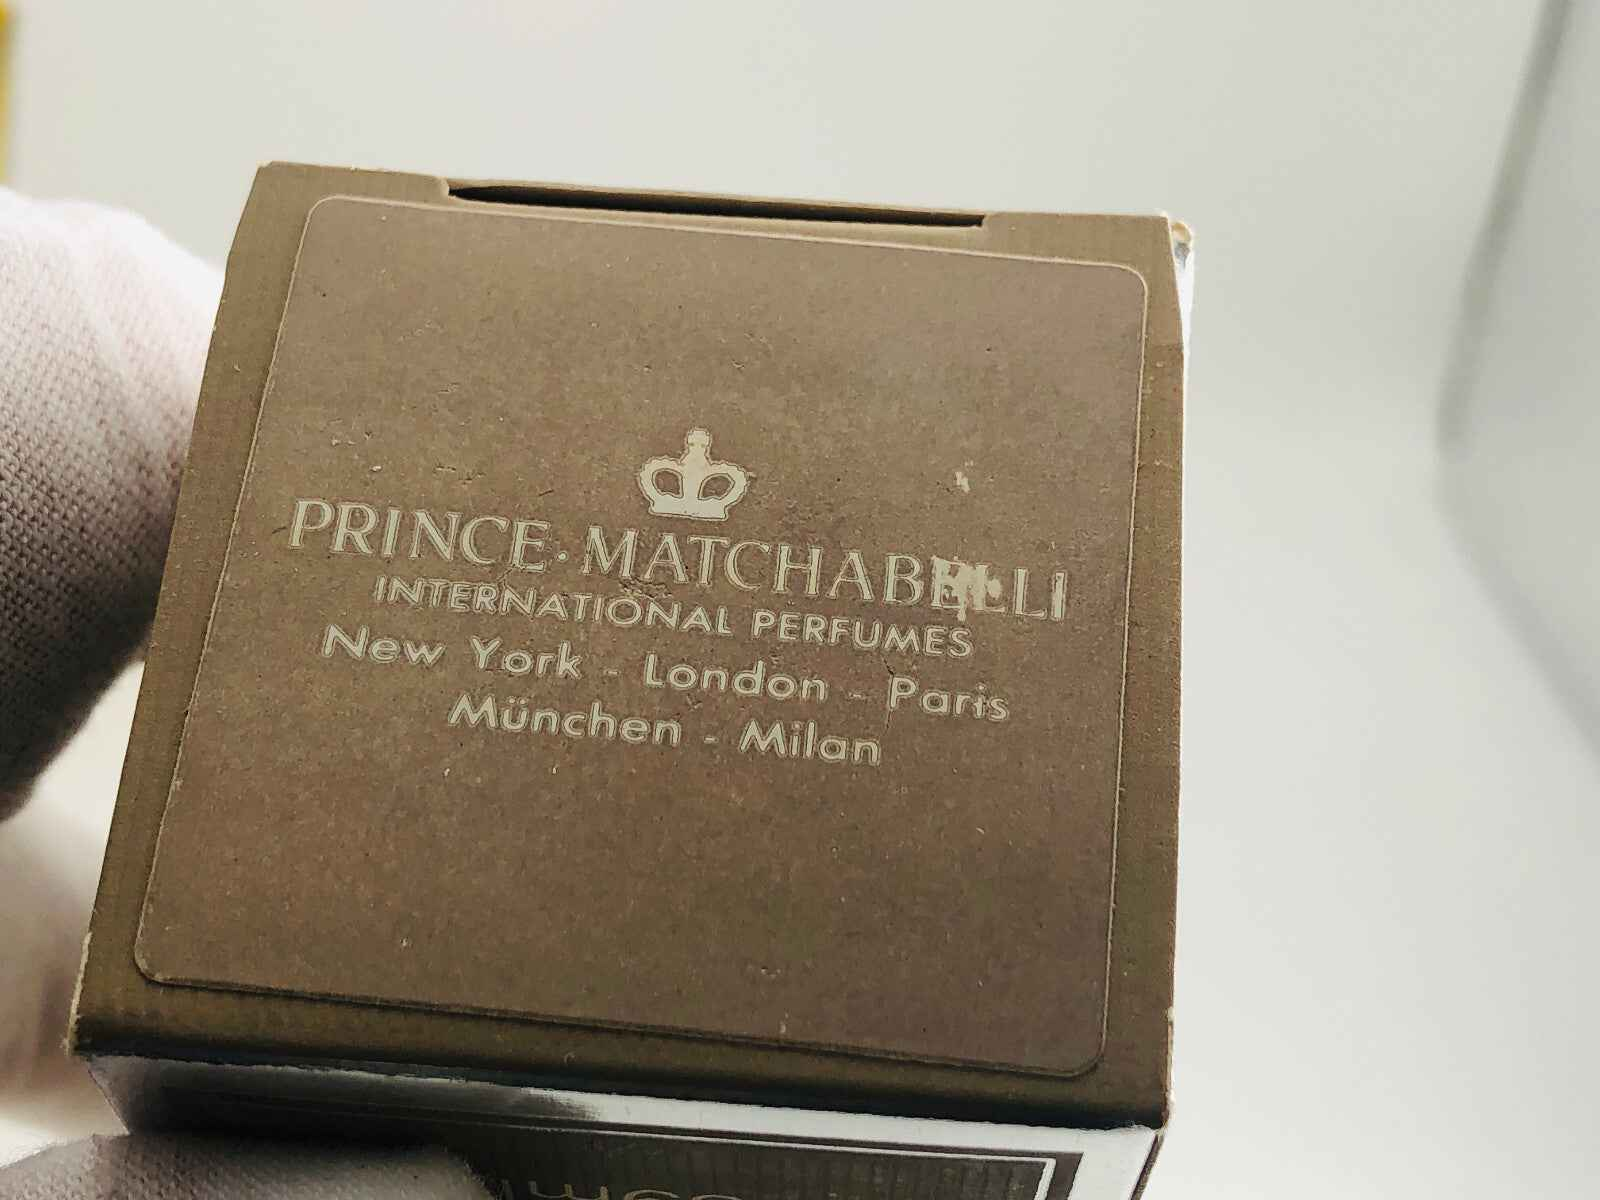 PRINCE·MATCHABELLI
INTERNATIONAL PERFUMES
New York - London - Paris
München - Milan